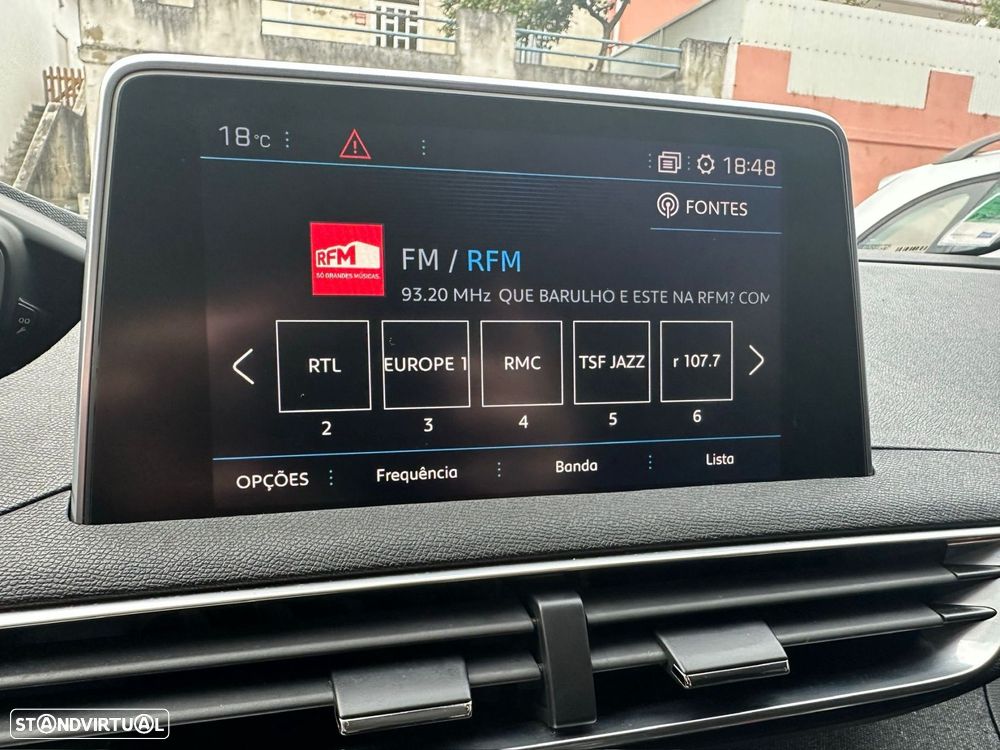 18°C
18:48
FONTES
RFM
SÓ GRANDES MÚSICAS.
FM / RFM
93.20 MHz QUE BARULHO E ESTE NA RFM? COM
RTL
EUROPE 1
RMC
TSF JAZZ
r 107.7
2
3
4
5
6
OPÇÕES
Frequência
Banda
Lista
STANDVIRTUAL